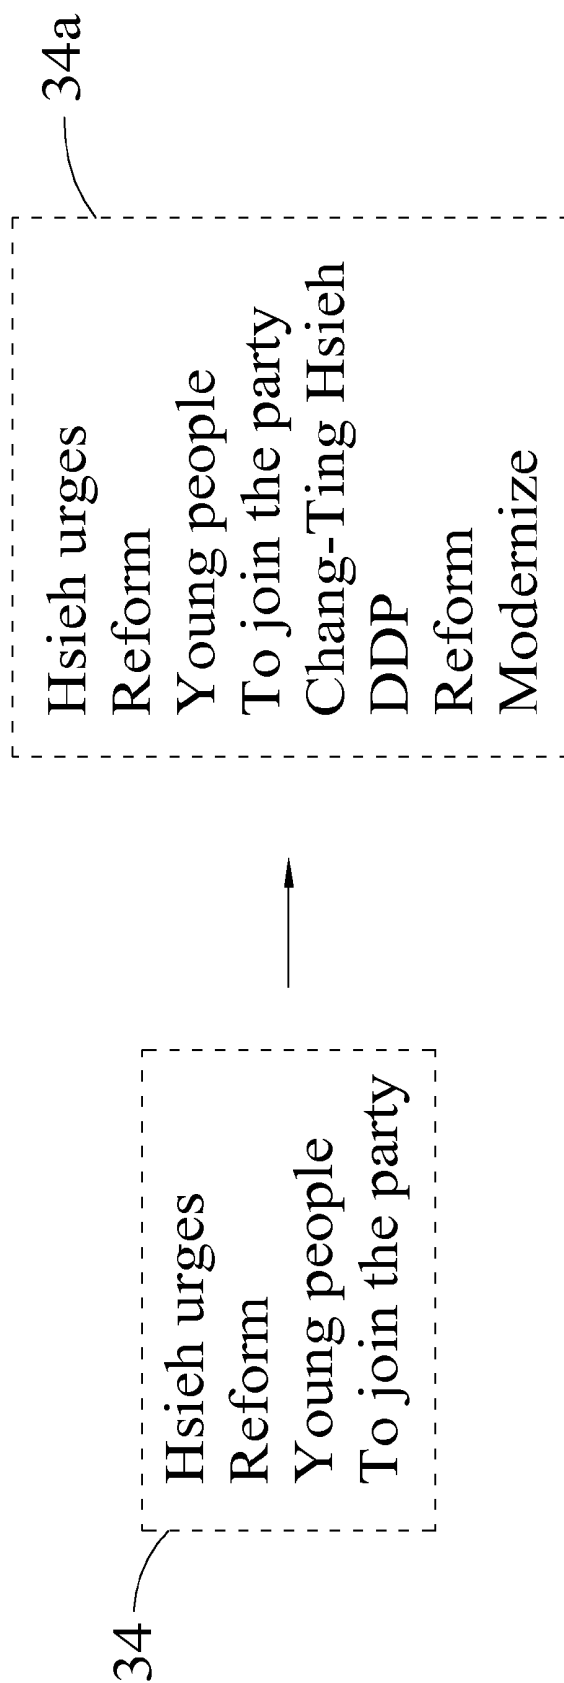 34
Hsieh urges
Reform
Young people
To join the party
34a
Hsieh urges
Reform
Young people
To join the party
Chang-Ting Hsieh
DDP
Reform
Modernize